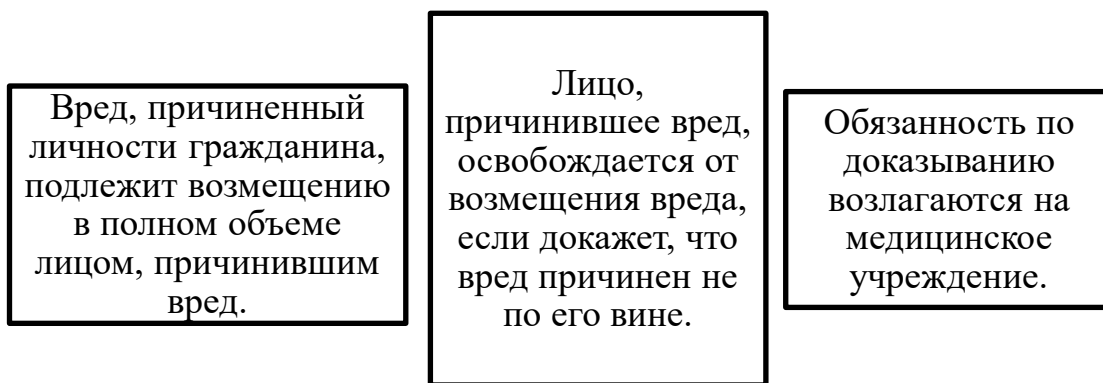 Вред, причиненный
личности гражданина,
подлежит возмещению
в полном объеме
лицом, причинившим
вред.
Лицо,
причинившее вред,
освобождается от
возмещения вреда,
если докажет, что
вред причинен не
по его вине.
Обязанность по
доказыванию
возлагаются на
медицинское
учреждение.